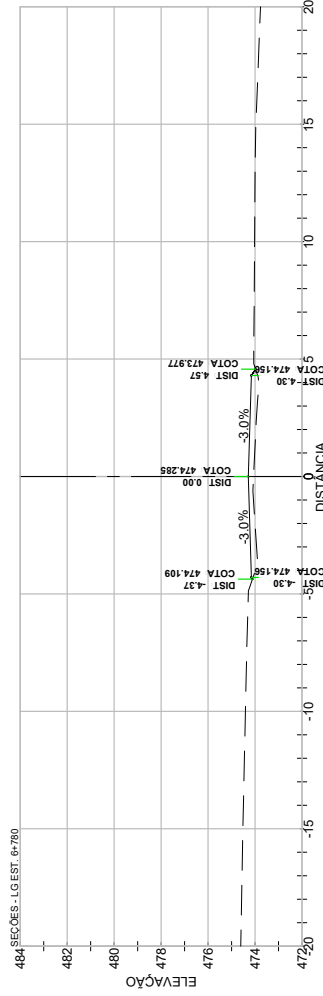 SEÇÕES - LG EST. 6+780
484
482
480
478
476
474
472
ELEVAÇÃO
-20
-15
-10
-5
0
5
10
15
20
DISTÂNCIA
DIST -4.37
COTA 474.109
DIST 0.00
COTA 474.285
DIST 4.57
COTA 473.977
-3.0%
-3.0%
DIST -4.30
COTA 474.156
DIST 4.30
COTA 474.156